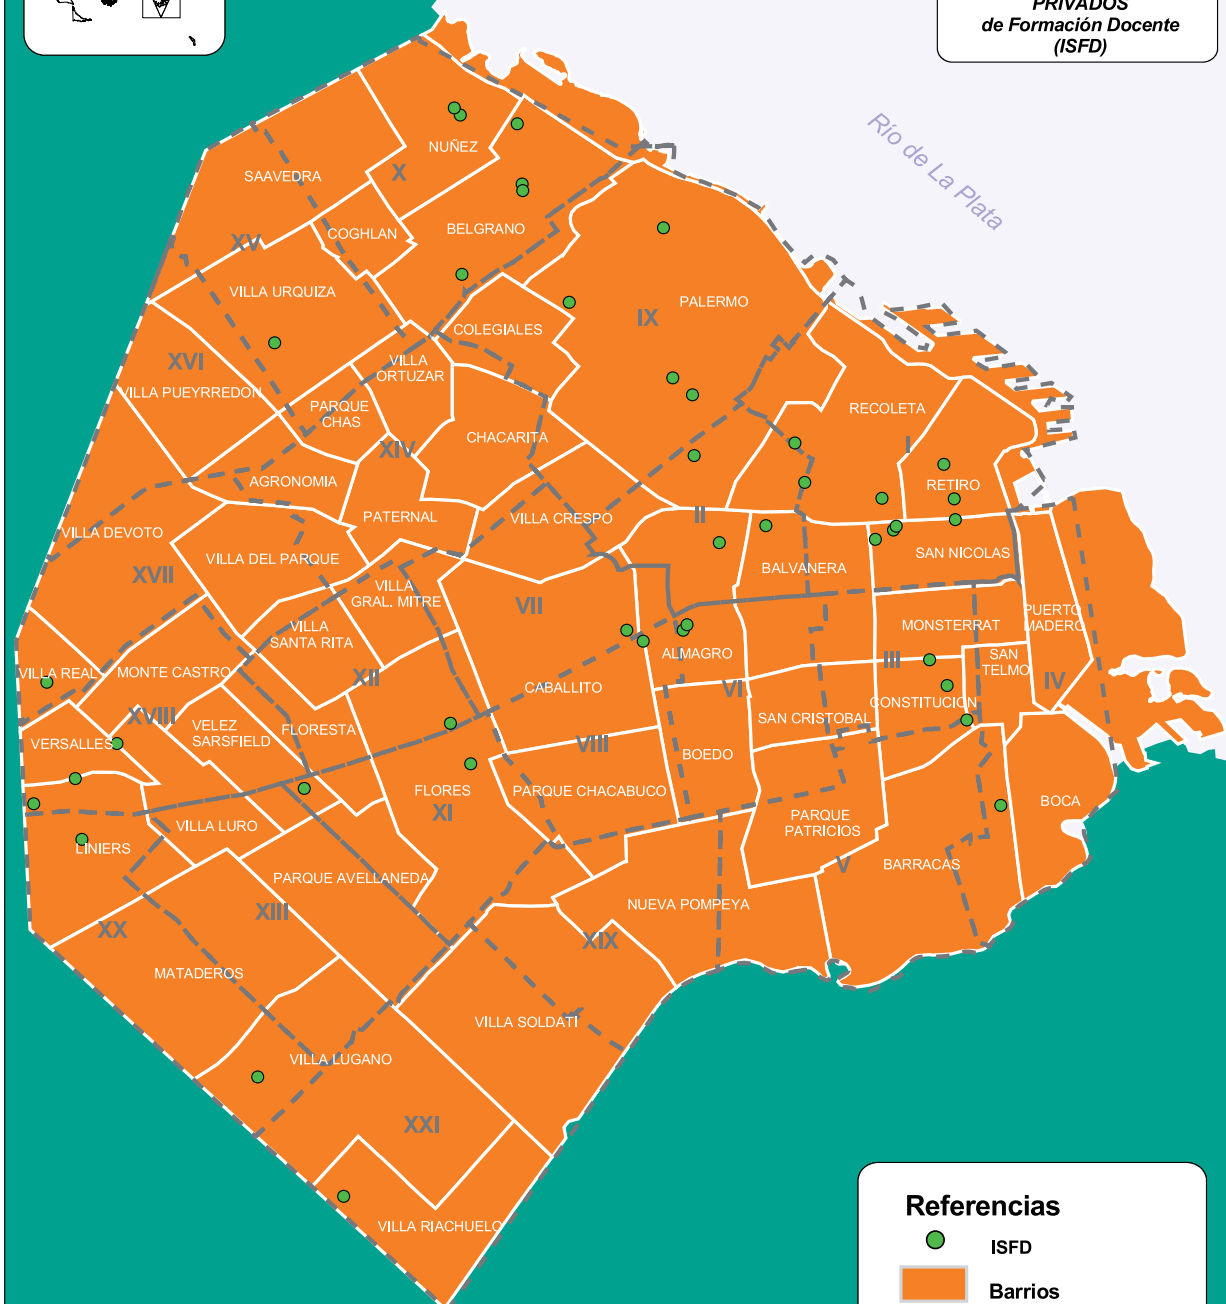 PRIVADOS
de Formación Docente
(ISFD)
Río de La Plata
NUÑEZ
SAAVEDRA
X
COGHLAN
BELGRANO
XV
VILLA URQUIZA
PALERMO
IX
COLEGIALES
XVI
VILLA
ORTUZAR
VILLA PUEYRREDON
PARQUE
CHAS
RECOLETA
CHACARITA
I
XIV
AGRONOMIA
RETIRO
PATERNAL
VILLA CRESPO
II
VILLA DEVOTO
VILLA DEL PARQUE
SAN NICOLAS
BALVANERA
XVII
VILLA
GRAL. MITRE
VII
PUERTO
MADERO
VILLA
SANTA RITA
MONSTERRAT
ALMAGRO
SAN
TELMO
III
VILLA REAL
MONTE CASTRO
XII
CABALLITO
VI
IV
CONSTITUCION
XVIII
SAN CRISTOBAL
VELEZ
SARSFIELD
FLORESTA
VERSALLES
VIII
BOEDO
FLORES
PARQUE CHACABUCO
BOCA
XI
PARQUE
PATRICIOS
VILLA LURO
LINIERS
V
BARRACAS
PARQUE AVELLANEDA
NUEVA POMPEYA
XIII
XX
XIX
MATADEROS
VILLA SOLDATI
VILLA LUGANO
XXI
VILLA RIACHUELO
Referencias
ISFD
Barrios